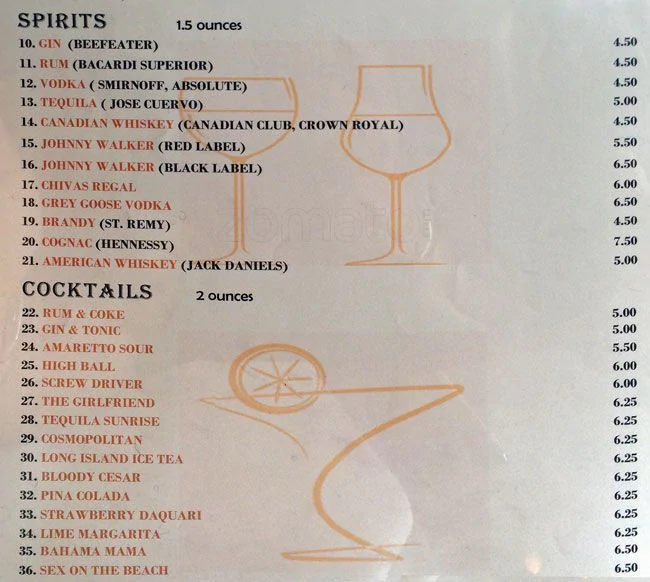 SPIRITS 1.5 ounces
10. GIN (BEEFEATER) 4.50
11. RUM (BACARDI SUPERIOR) 4.50
12. VODKA ( SMIRNOFF, ABSOLUTE) 4.50
13. TEQUILA ( JOSE CUERVO) 5.00
14. CANADIAN WHISKEY (CANADIAN CLUB, CROWN ROYAL) 4.50
15. JOHNNY WALKER (RED LABEL) 5.50
16. JOHNNY WALKER (BLACK LABEL) 6.50
17. CHIVAS REGAL 6.00
18. GREY GOOSE VODKA 6.50
zomato
19. BRANDY (ST. REMY) 4.50
20. COGNAC (HENNESSY) 7.50
21. AMERICAN WHISKEY (JACK DANIELS) 5.00
COCKTAILS 2 ounces
22. RUM & COKE 5.00
23. GIN & TONIC 5.00
24. AMARETTO SOUR 5.50
25. HIGH BALL 6.00
26. SCREW DRIVER 6.00
27. THE GIRLFRIEND 6.25
28. TEQUILA SUNRISE 6.25
29. COSMOPOLITAN 6.25
30. LONG ISLAND ICE TEA 6.25
31. BLOODY CESAR 6.25
32. PINA COLADA 6.25
33. STRAWBERRY DAQUARI 6.25
34. LIME MARGARITA 6.25
35. BAHAMA MAMA 6.50
36. SEX ON THE BEACH 6.50